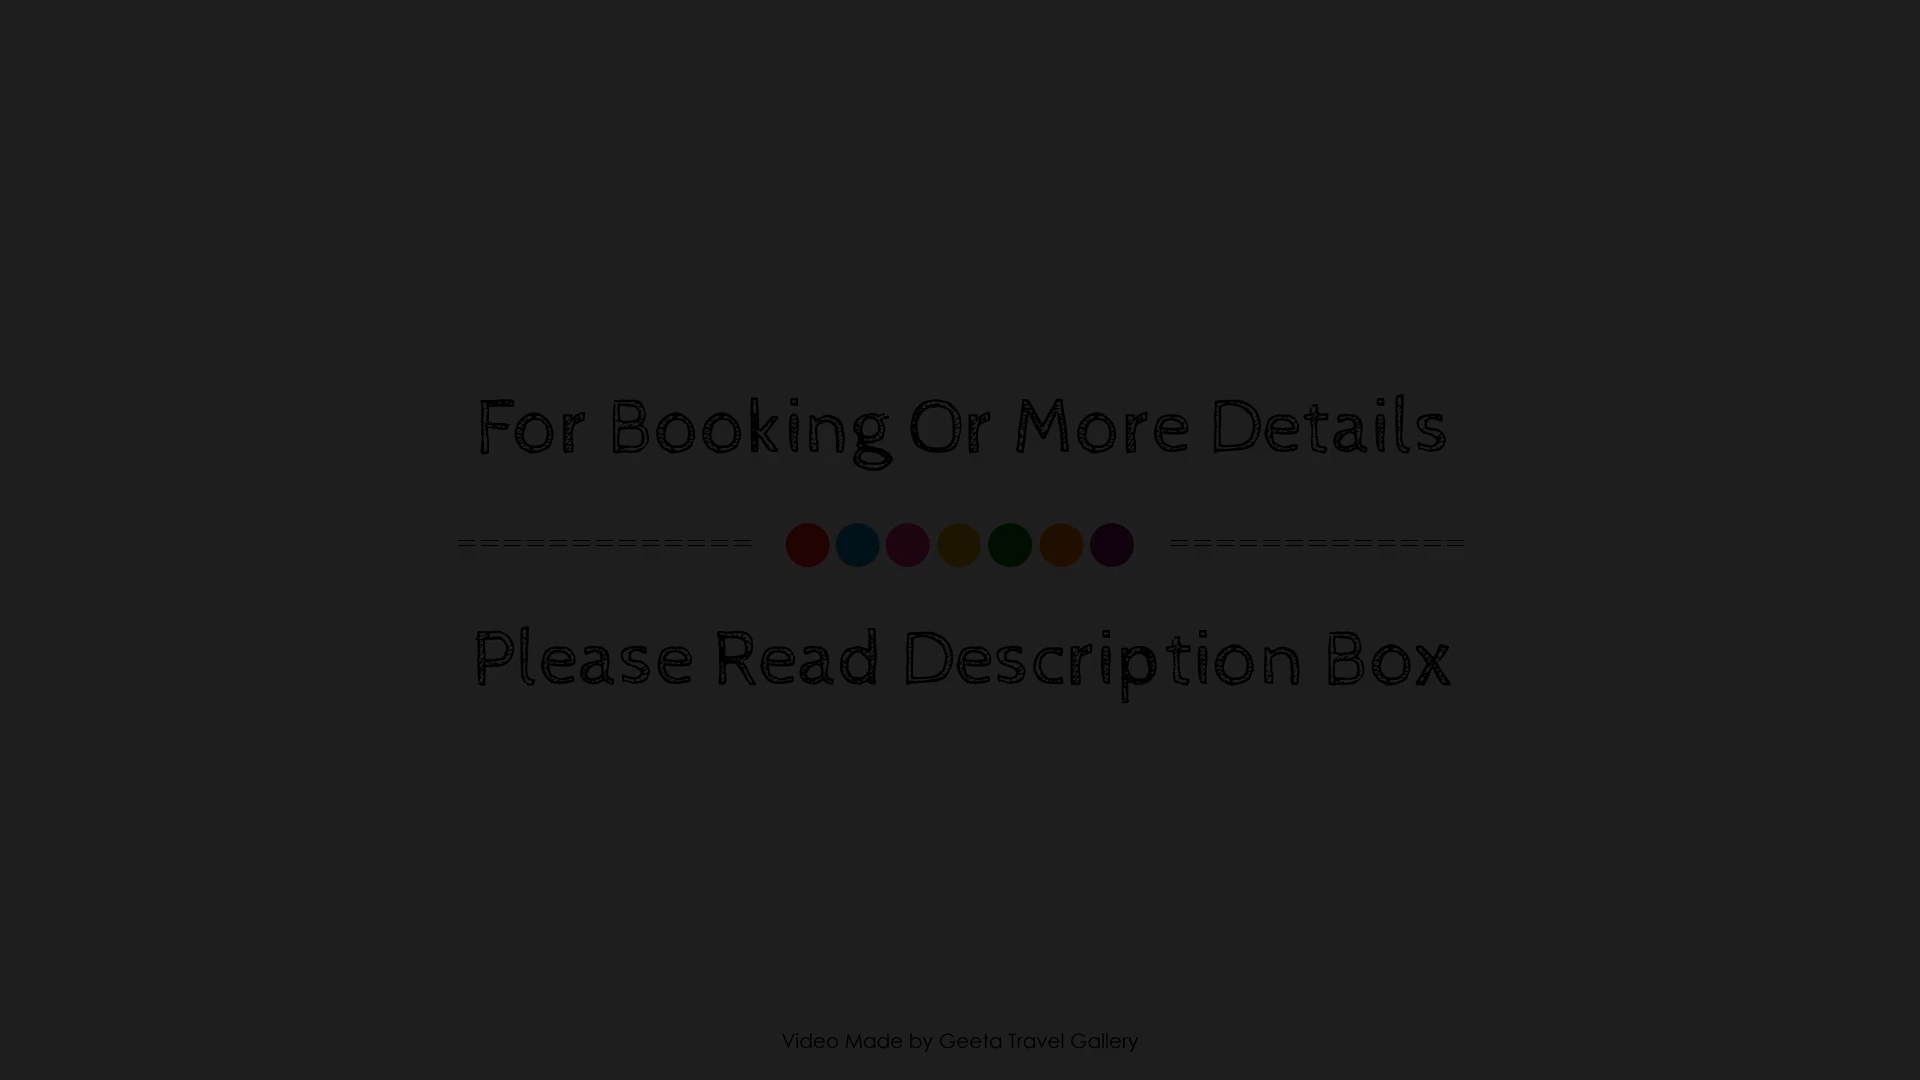 For Booking Or More Details
============= =============
Please Read Description Box
Video Made by Geeta Travel Gallery